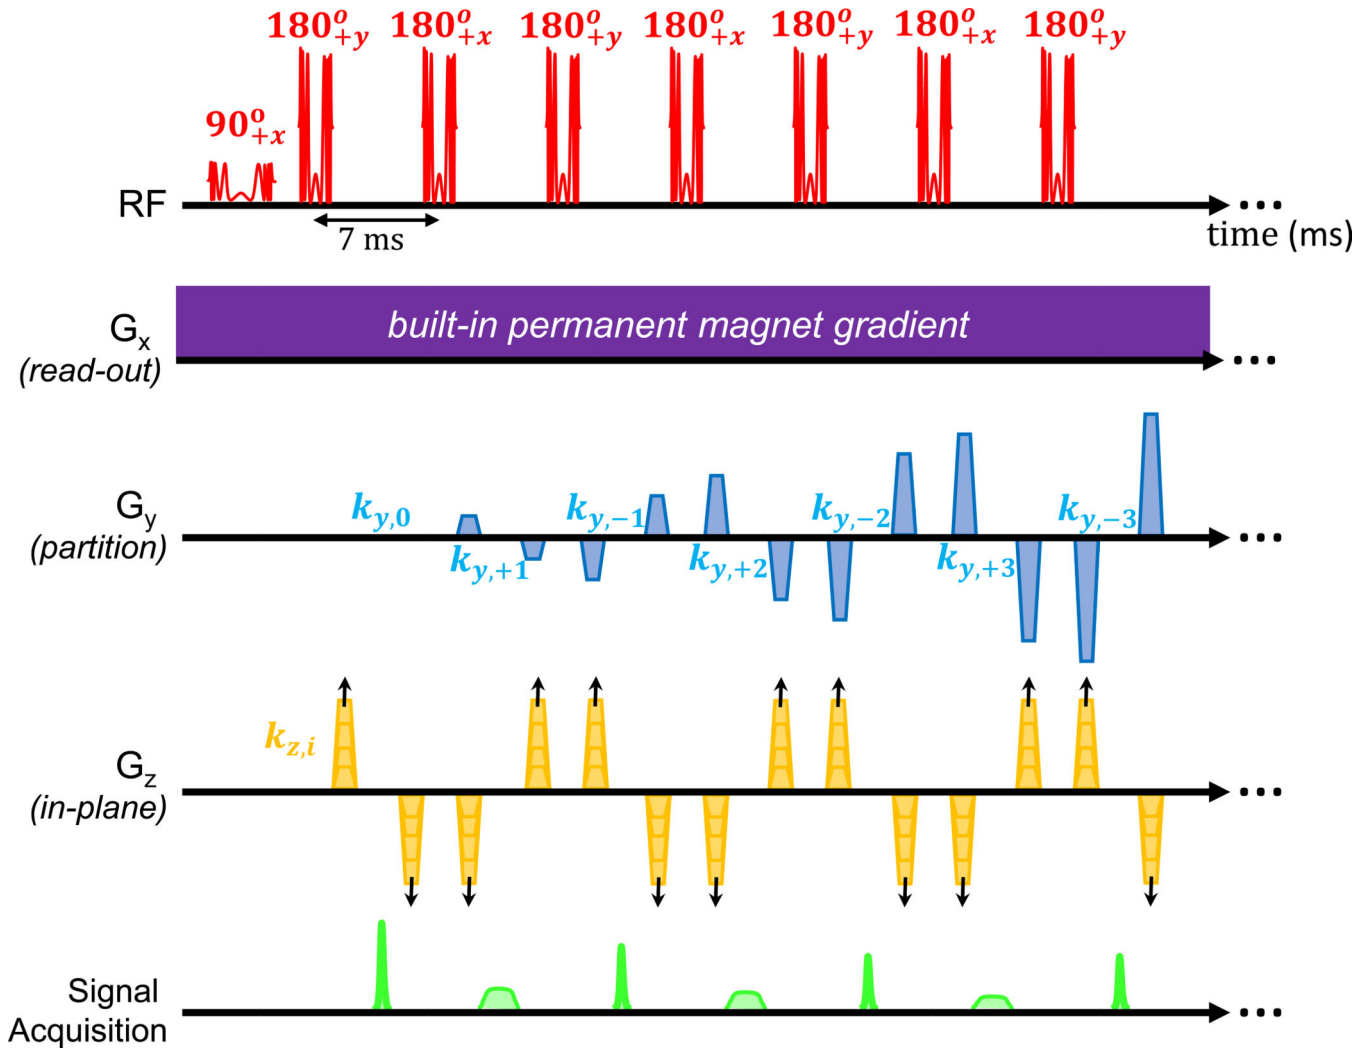 180°₊y 180°₊x 180°₊y 180°₊x 180°₊y 180°₊x 180°₊y
90°₊x
RF
7 ms
time (ms)
Gx
(read-out)
built-in permanent magnet gradient
Gy
(partition)
ky,0
ky,+1
ky,−1
ky,+2
ky,−2
ky,+3
ky,−3
Gz
(in-plane)
kz,i
Signal
Acquisition